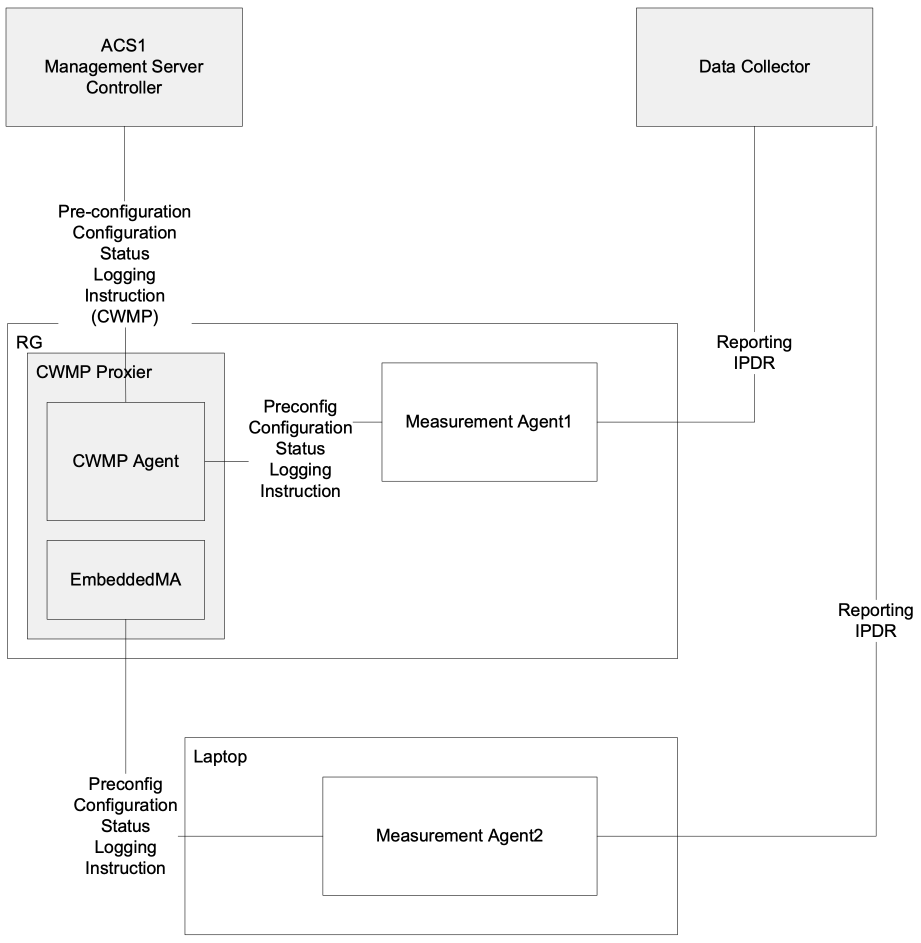 ACS1
Management Server
Controller
Data Collector
Pre-configuration
Configuration
Status
Logging
Instruction
(CWMP)
RG
CWMP Proxier
CWMP Agent
EmbeddedMA
Preconfig
Configuration
Status
Logging
Instruction
Measurement Agent1
Reporting
IPDR
Reporting
IPDR
Laptop
Preconfig
Configuration
Status
Logging
Instruction
Measurement Agent2